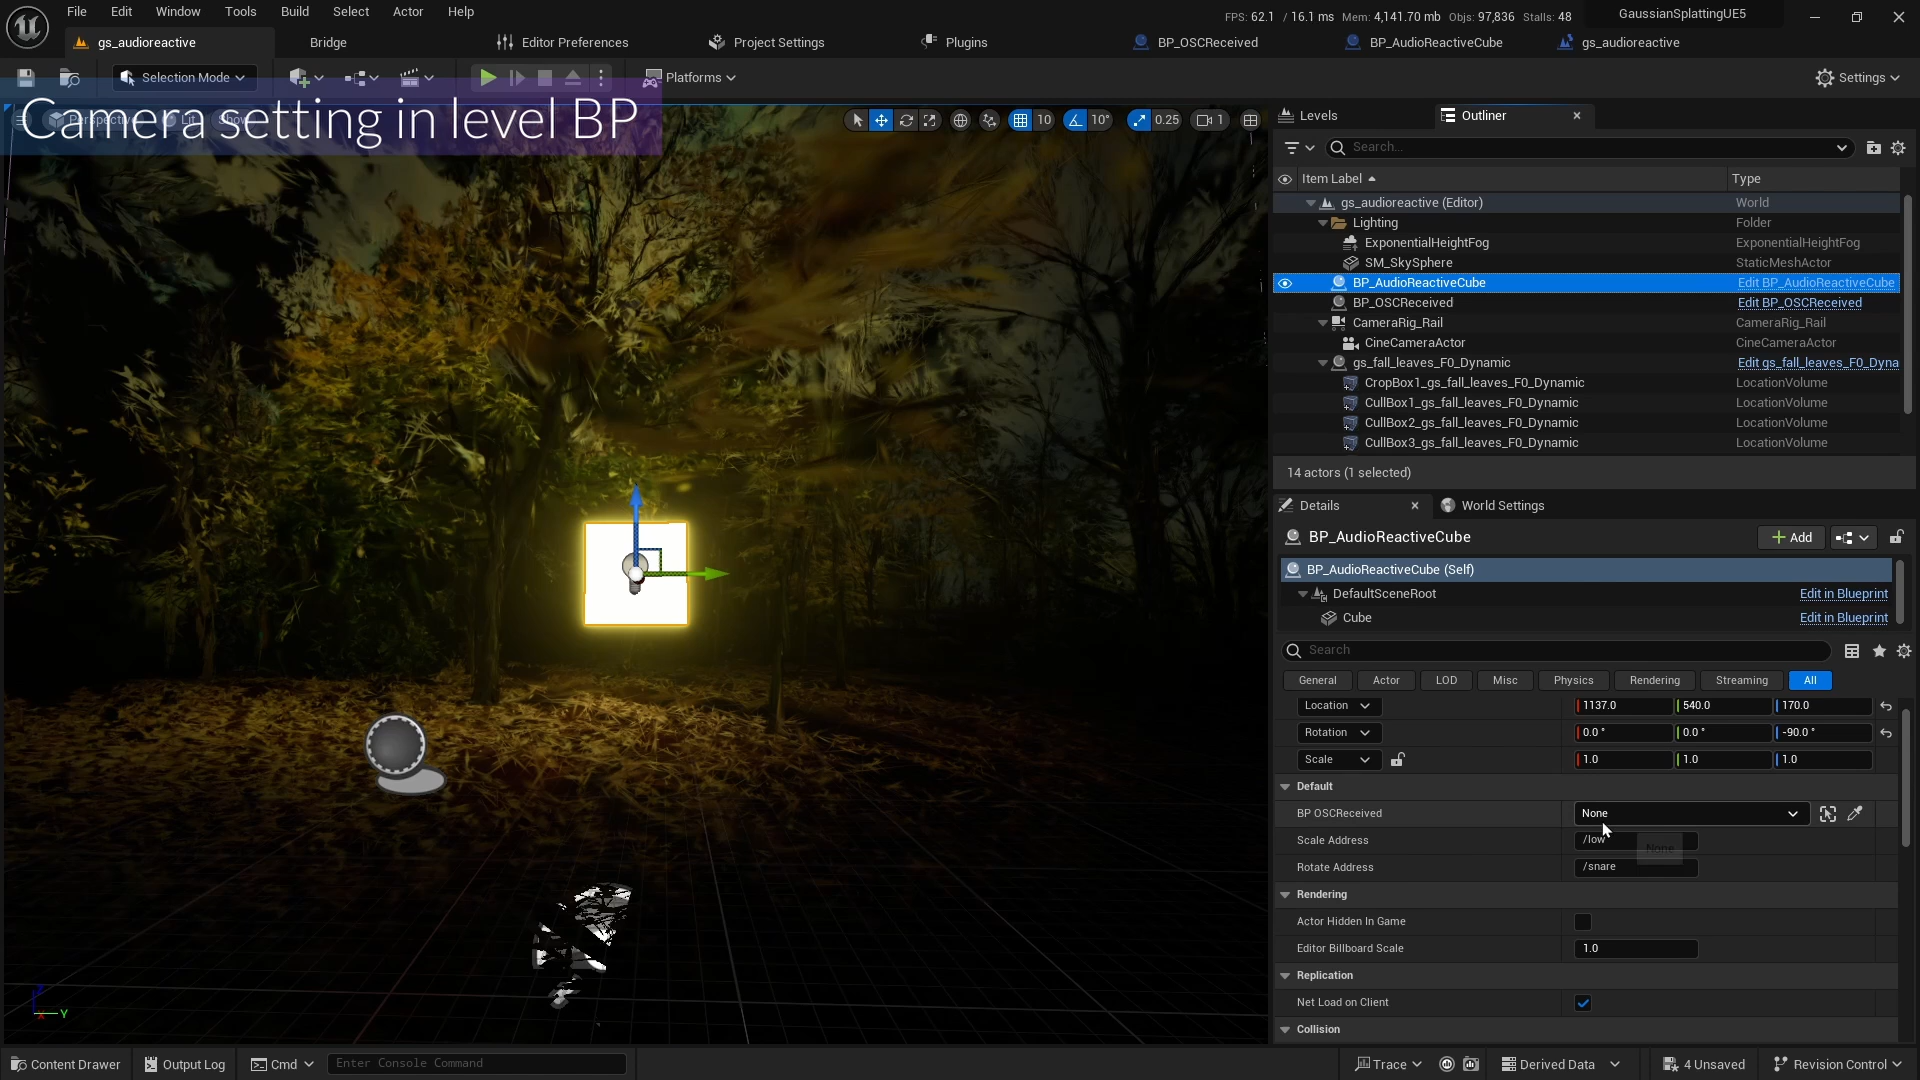 File Edit Window Tools Build Select Actor Help
FPS: 62.1 / 16.1 ms Mem: 4,141.70 mb Objs: 97,836 Stalls: 48
GaussianSplattingUE5
gs_audioreactive
Bridge
Editor Preferences
Project Settings
Plugins
BP_OSCReceived
BP_AudioReactiveCube
gs_audioreactive
Selection Mode
Platforms
Settings
Camera setting in level BP
Perspective Lit Show
10
10°
0.25
1
Levels
Outliner
Search...
Item Label
Type
gs_audioreactive (Editor) World
Lighting Folder
ExponentialHeightFog ExponentialHeightFog
SM_SkySphere StaticMeshActor
BP_AudioReactiveCube Edit BP_AudioReactiveCube
BP_OSCReceived Edit BP_OSCReceived
CameraRig_Rail CameraRig_Rail
CineCameraActor CineCameraActor
gs_fall_leaves_F0_Dynamic Edit gs_fall_leaves_F0_Dyna
CropBox1_gs_fall_leaves_F0_Dynamic LocationVolume
CullBox1_gs_fall_leaves_F0_Dynamic LocationVolume
CullBox2_gs_fall_leaves_F0_Dynamic LocationVolume
CullBox3_gs_fall_leaves_F0_Dynamic LocationVolume
14 actors (1 selected)
Details
World Settings
BP_AudioReactiveCube
Add
BP_AudioReactiveCube (Self)
DefaultSceneRoot Edit in Blueprint
Cube Edit in Blueprint
Search
General Actor LOD Misc Physics Rendering Streaming All
Location 1137.0 540.0 170.0
Rotation 0.0 ° 0.0 ° -90.0 °
Scale 1.0 1.0 1.0
Default
BP OSCReceived None
Scale Address /low
None
Rotate Address /snare
Rendering
Actor Hidden In Game
Editor Billboard Scale 1.0
Replication
Net Load on Client
Collision
Z
X
Y
Content Drawer
Output Log
Cmd
Enter Console Command
Trace
Derived Data
4 Unsaved
Revision Control